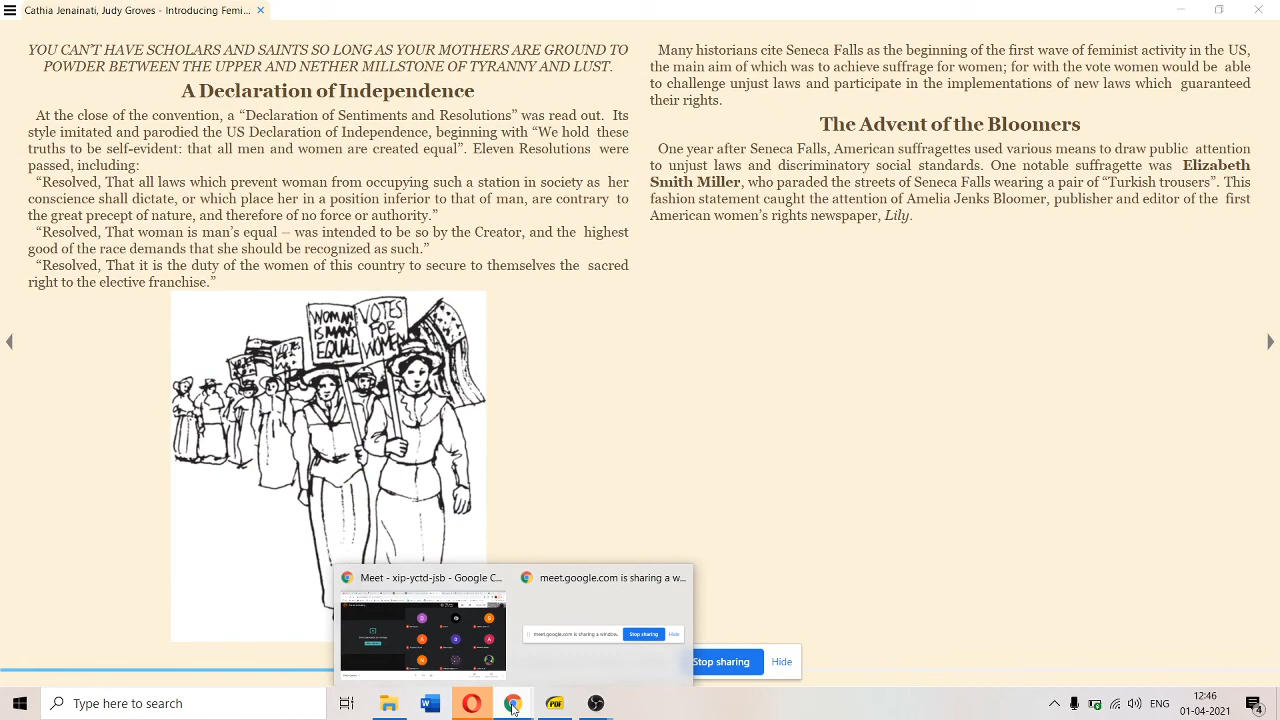 Cathia Jenainati, Judy Groves - Introducing Femi...
YOU CAN'T HAVE SCHOLARS AND SAINTS SO LONG AS YOUR MOTHERS ARE GROUND TO
POWDER BETWEEN THE UPPER AND NETHER MILLSTONE OF TYRANNY AND LUST.
A Declaration of Independence
At the close of the convention, a “Declaration of Sentiments and Resolutions” was read out. Its
style imitated and parodied the US Declaration of Independence, beginning with “We hold these
truths to be self-evident: that all men and women are created equal”. Eleven Resolutions were
passed, including:
“Resolved, That all laws which prevent woman from occupying such a station in society as her
conscience shall dictate, or which place her in a position inferior to that of man, are contrary to
the great precept of nature, and therefore of no force or authority.”
“Resolved, That woman is man’s equal – was intended to be so by the Creator, and the highest
good of the race demands that she should be recognized as such.”
“Resolved, That it is the duty of the women of this country to secure to themselves the sacred
right to the elective franchise.”
WOMAN
IS MANS
EQUAL
VOTES
FOR
WOMEN
Many historians cite Seneca Falls as the beginning of the first wave of feminist activity in the US,
the main aim of which was to achieve suffrage for women; for with the vote women would be able
to challenge unjust laws and participate in the implementations of new laws which guaranteed
their rights.
The Advent of the Bloomers
One year after Seneca Falls, American suffragettes used various means to draw public attention
to unjust laws and discriminatory social standards. One notable suffragette was Elizabeth
Smith Miller, who paraded the streets of Seneca Falls wearing a pair of “Turkish trousers”. This
fashion statement caught the attention of Amelia Jenks Bloomer, publisher and editor of the first
American women’s rights newspaper, Lily.
Meet - xip-yctd-jsb - Google C...
meet.google.com is sharing a w...
meet.google.com is sharing a window.
Stop sharing
Hide
Stop sharing
Hide
Type here to search
W
PDF
ENG
12:46
01-04-2021
4